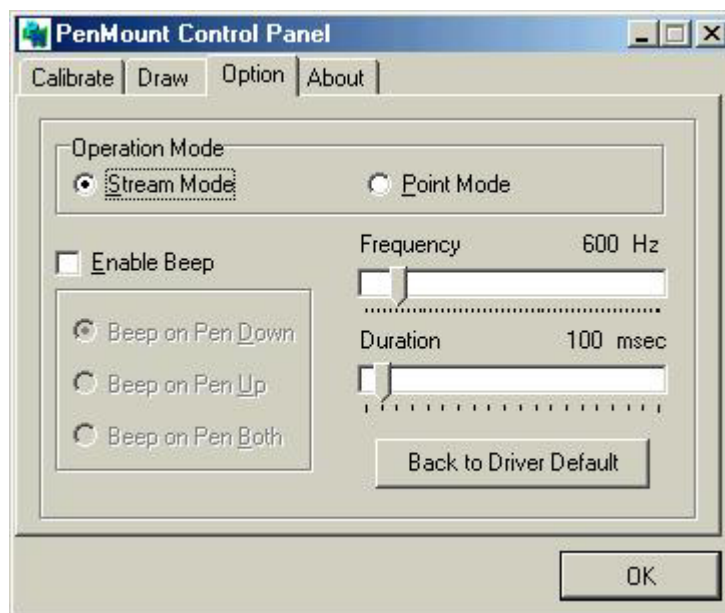 PenMount Control Panel
Calibrate Draw Option About
Operation Mode
Stream Mode Point Mode
Enable Beep
Frequency 600 Hz
Beep on Pen Down
Beep on Pen Up
Beep on Pen Both
Duration 100 msec
Back to Driver Default
OK